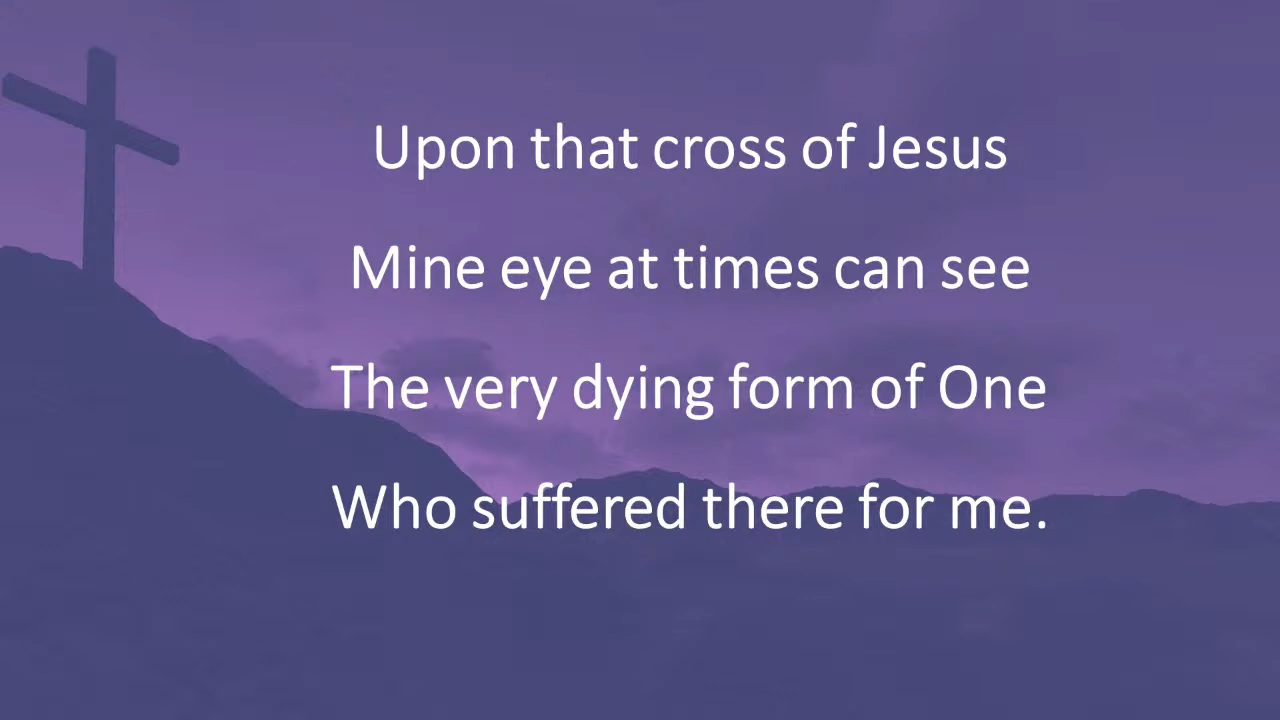 Upon that cross of Jesus
Mine eye at times can see
The very dying form of One
Who suffered there for me.